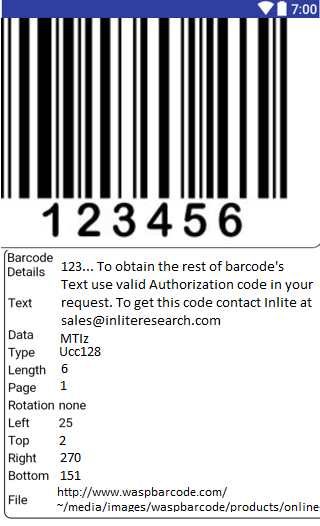 7:00
123456
Barcode Details
Text
123... To obtain the rest of barcode's
Text use valid Authorization code in your
request. To get this code contact Inlite at
sales@inliteresearch.com
Data MTIz
Type Ucc128
Length 6
Page 1
Rotation none
Left 25
Top 2
Right 270
Bottom 151
File http://www.waspbarcode.com/
~/media/images/waspbarcode/products/online